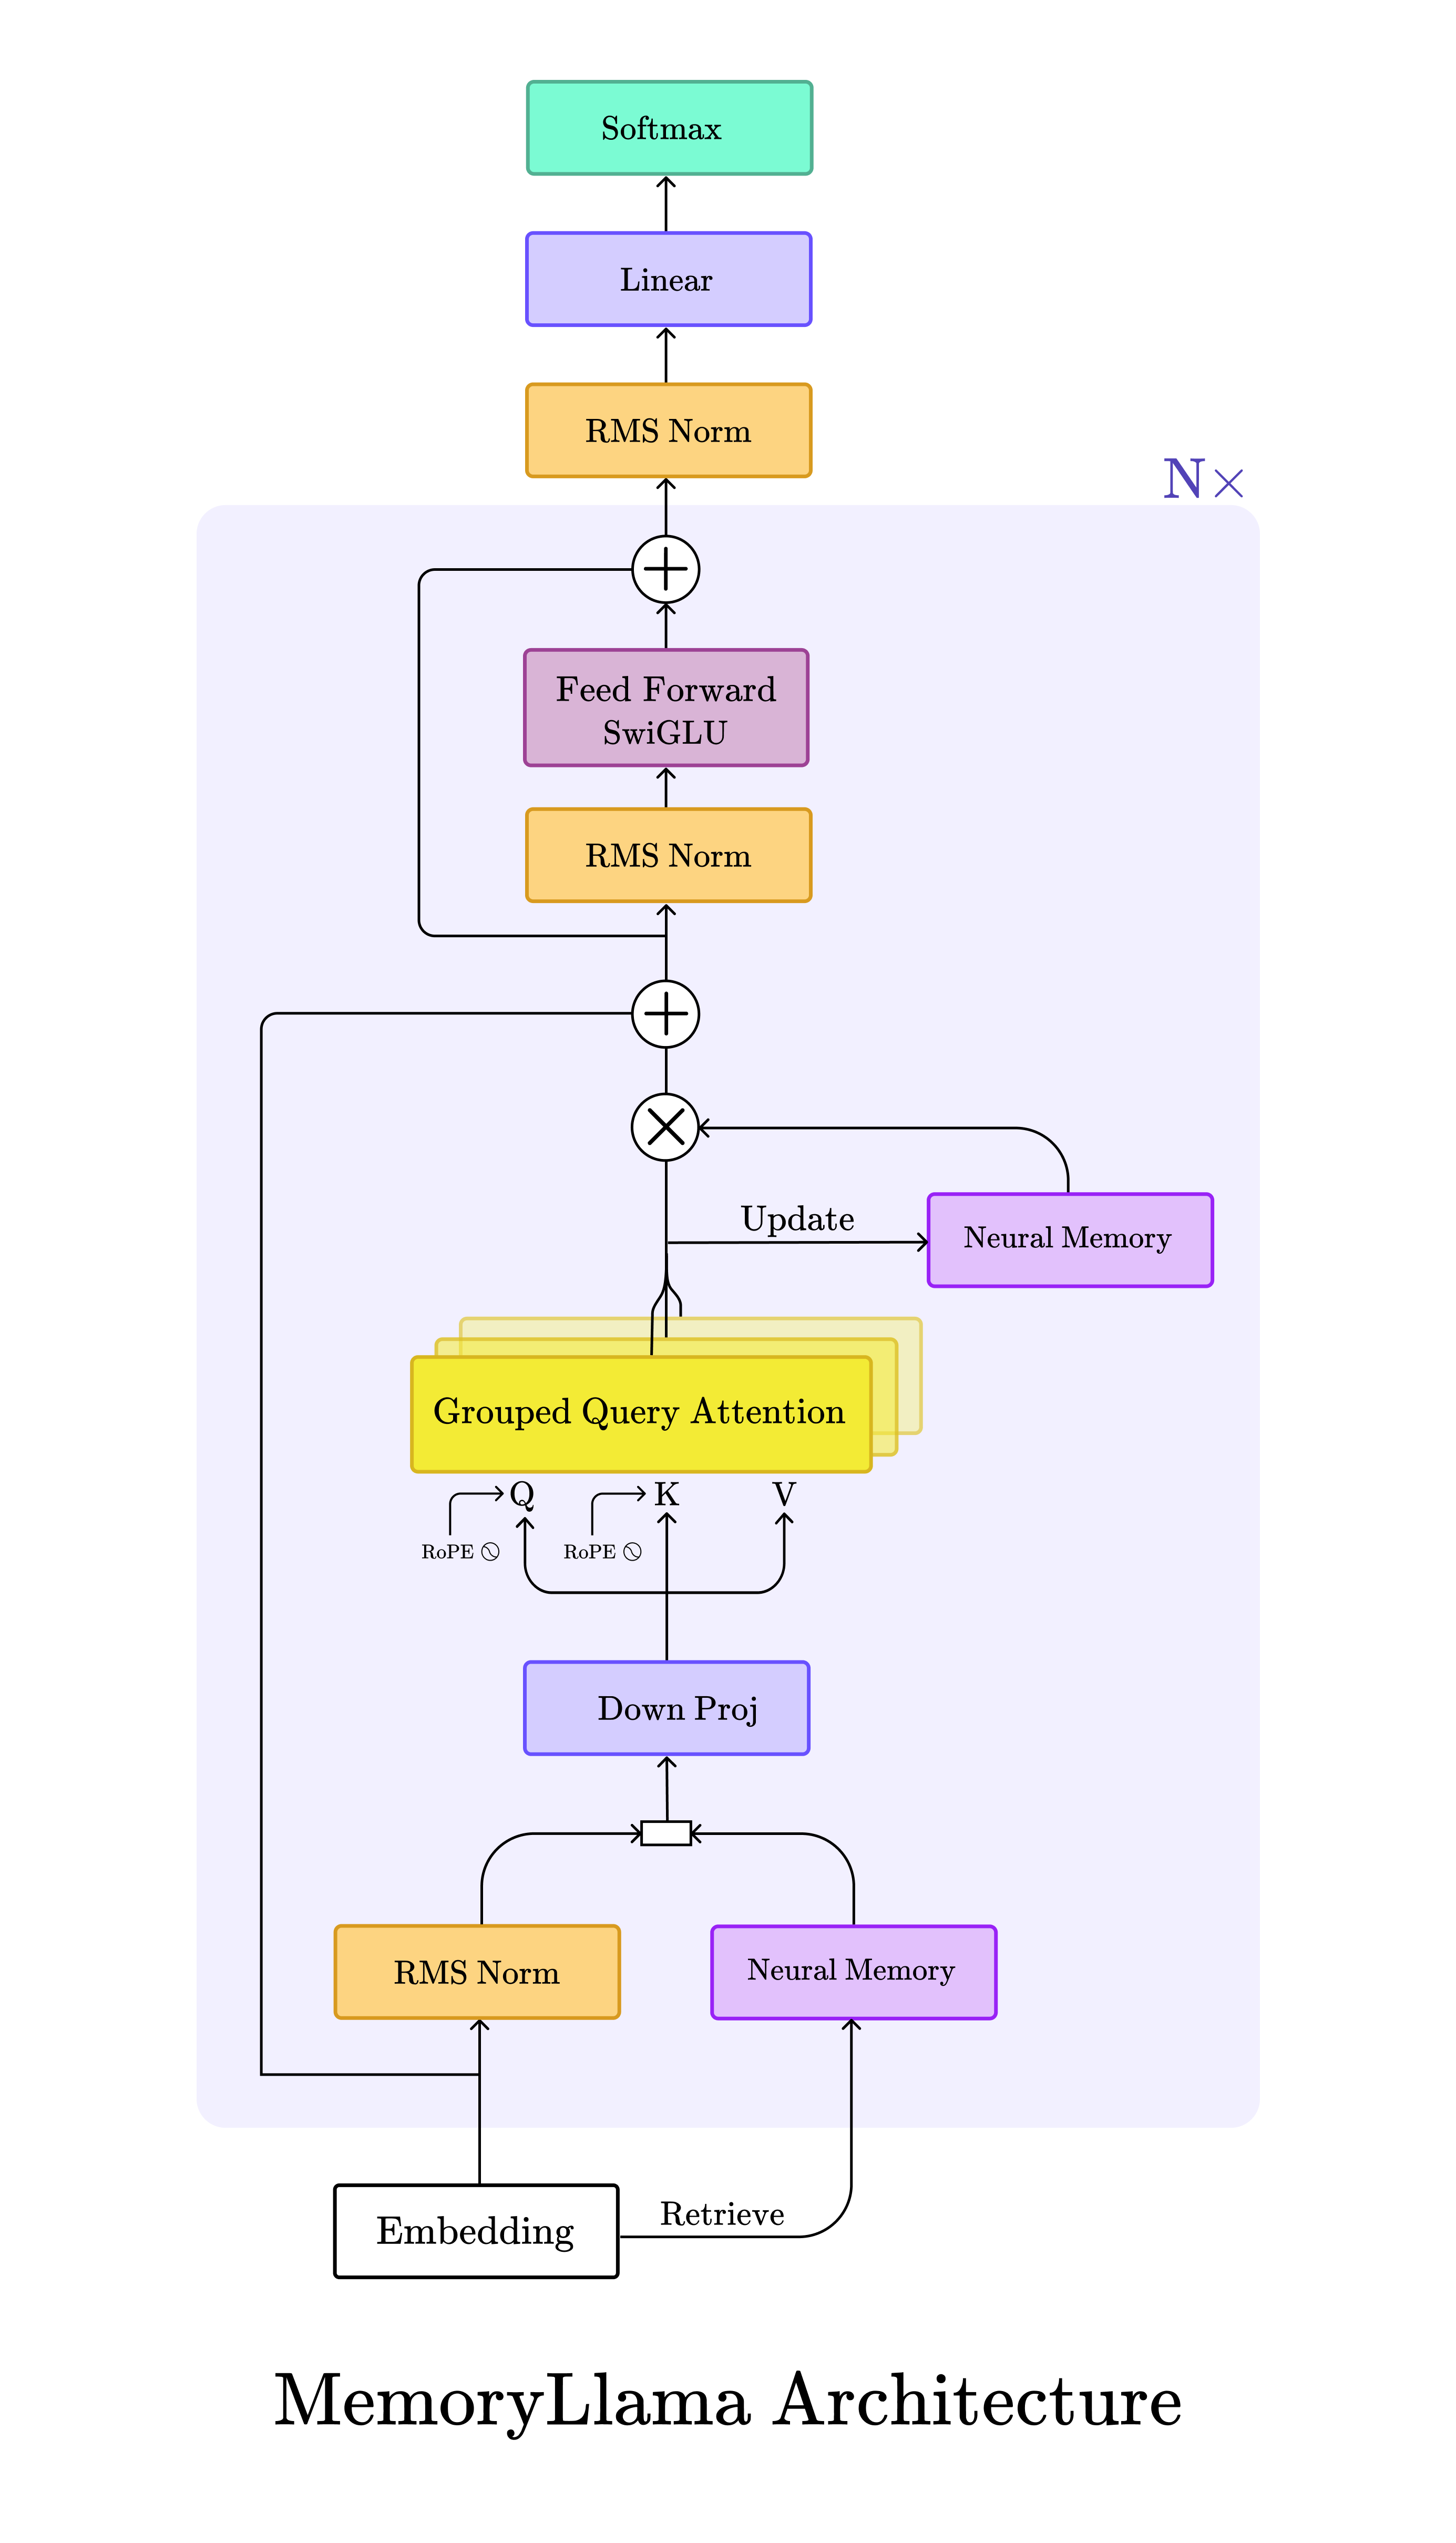 Softmax
Linear
RMS Norm
N×
Feed Forward
SwiGLU
RMS Norm
Update
Neural Memory
Grouped Query Attention
Q K V
RoPE RoPE
Down Proj
RMS Norm
Neural Memory
Retrieve
Embedding
MemoryLlama Architecture